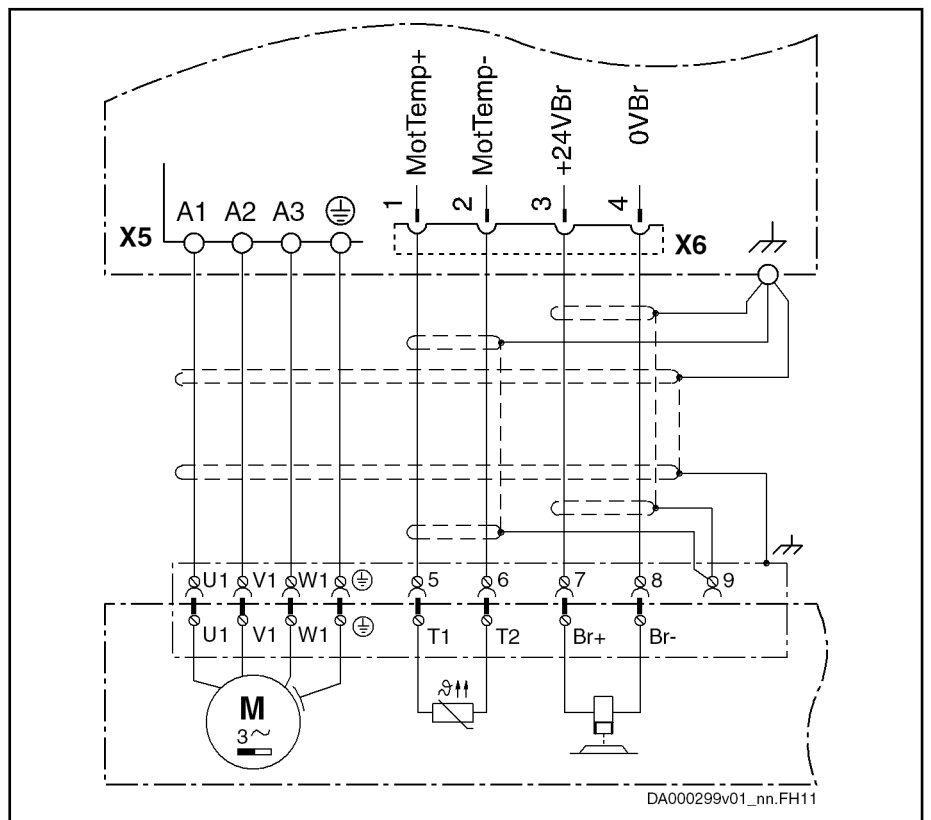 MotTemp+
MotTemp-
+24VBr
0VBr
1 2 3 4
X5 A1 A2 A3
X6
U1 V1 W1 5 6 7 8 9
U1 V1 W1 T1 T2 Br+ Br-
ϑ
M
3~
DA000299v01_nn.FH11